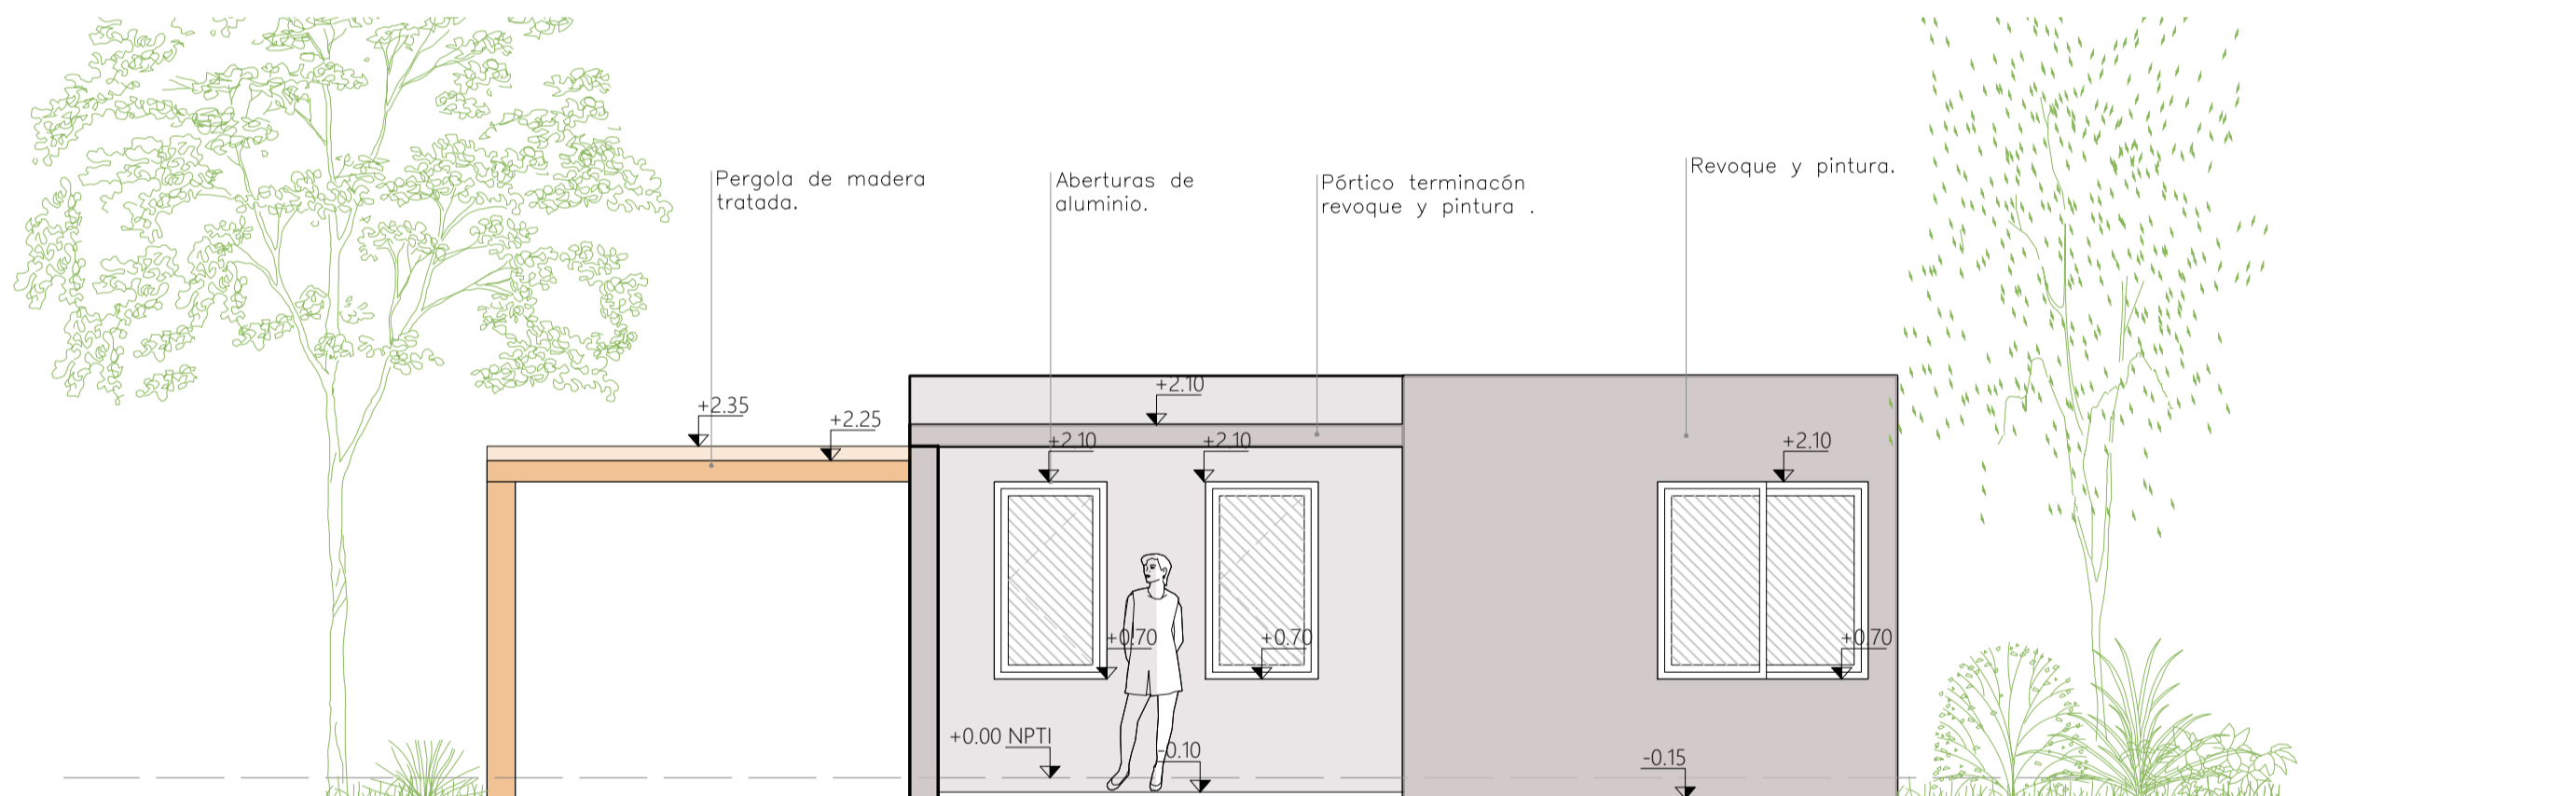 Pergola de madera
tratada.
Aberturas de
aluminio.
Pórtico terminacón
revoque y pintura .
Revoque y pintura.
+2.10
+2.35
+2.25
+2.10
+2.10
+2.10
+0.70
+0.70
+0.70
+0.00 NPTI
-0.10
-0.15